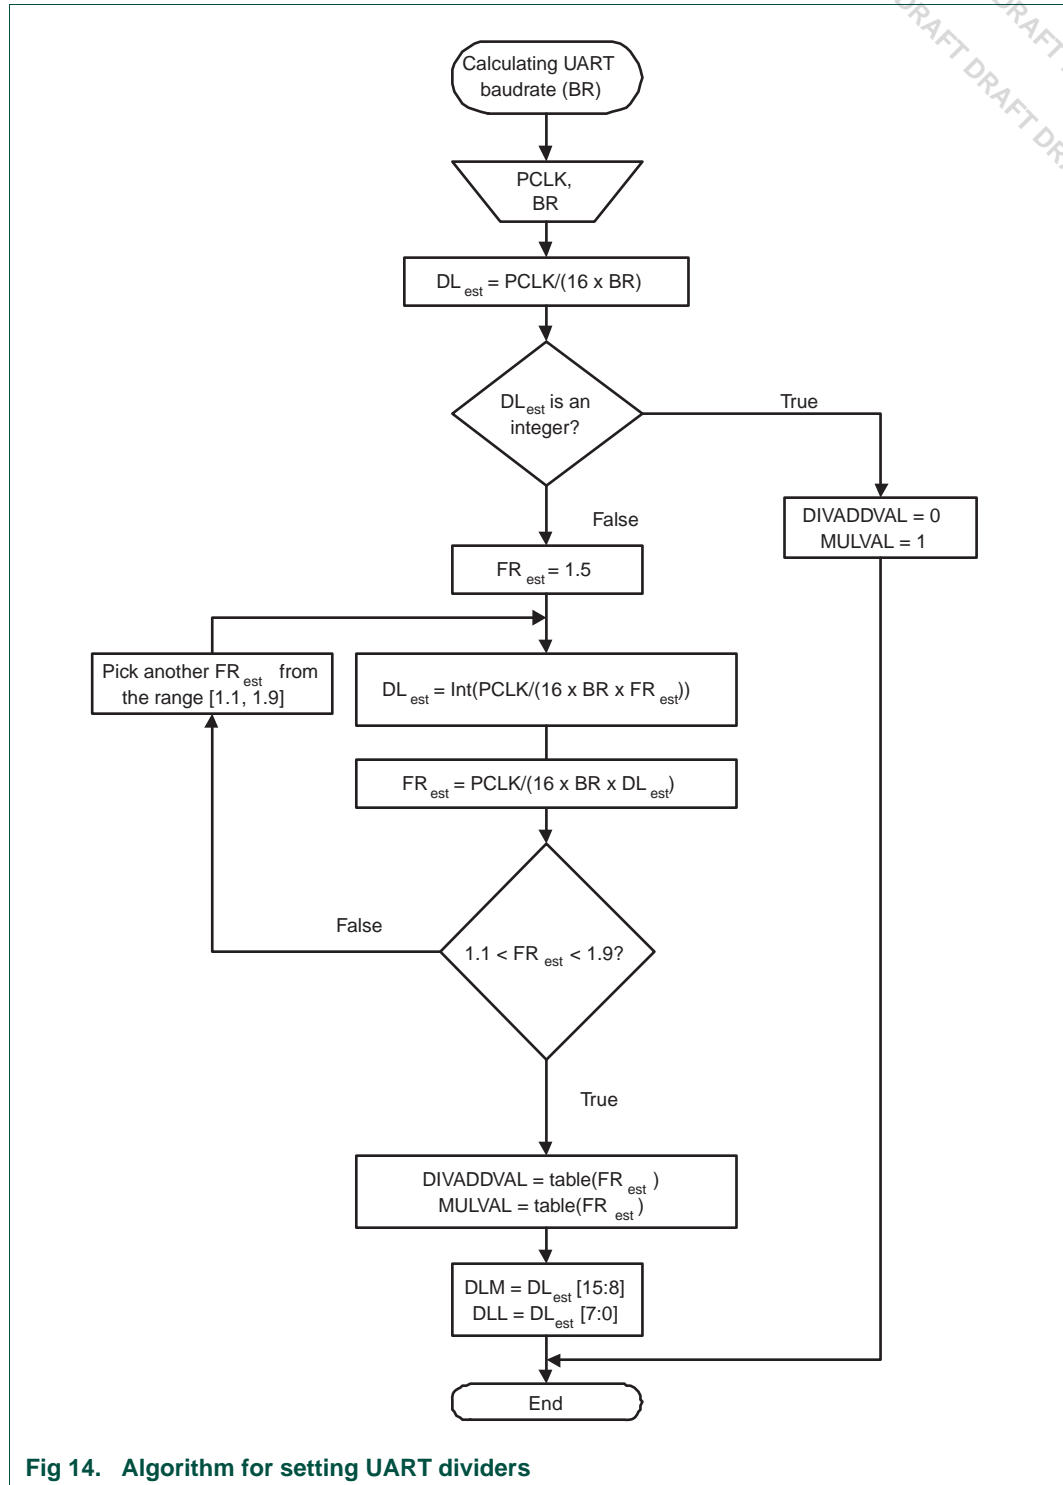 DRAFT DRAFT DRA
DRAFT
Calculating UART
baudrate (BR)
PCLK,
BR
DL est = PCLK/(16 x BR)
DLest is an
integer?
True
False
DIVADDVAL = 0
MULVAL = 1
FR est = 1.5
Pick another FR est from
the range [1.1, 1.9]
DL est = Int(PCLK/(16 x BR x FR est))
FR est = PCLK/(16 x BR x DL est)
False
1.1 < FR est < 1.9?
True
DIVADDVAL = table(FR est )
MULVAL = table(FR est )
DLM = DLest [15:8]
DLL = DLest [7:0]
End
Fig 14. Algorithm for setting UART dividers